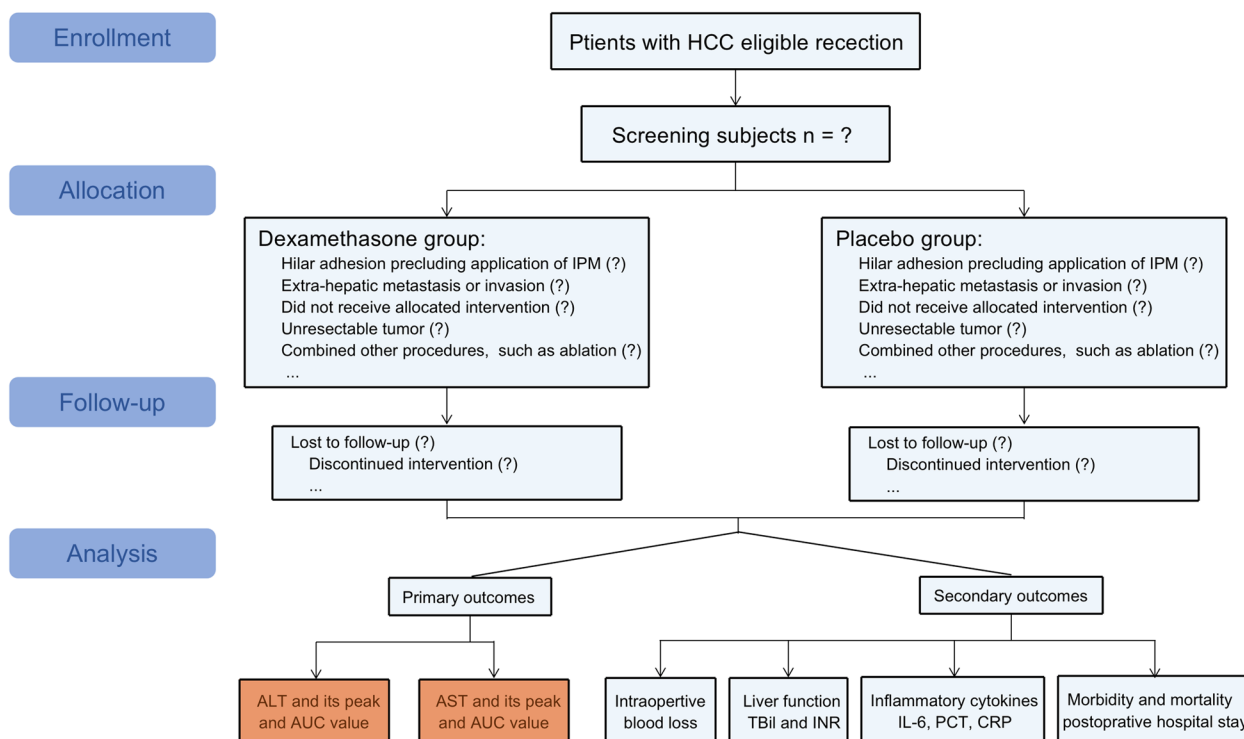 Enrollment
Ptients with HCC eligible recection
Screening subjects n = ?
Allocation
Dexamethasone group:
Hilar adhesion precluding application of IPM (?)
Extra-hepatic metastasis or invasion (?)
Did not receive allocated intervention (?)
Unresectable tumor (?)
Combined other procedures, such as ablation (?)
...
Placebo group:
Hilar adhesion precluding application of IPM (?)
Extra-hepatic metastasis or invasion (?)
Did not receive allocated intervention (?)
Unresectable tumor (?)
Combined other procedures, such as ablation (?)
...
Follow-up
Lost to follow-up (?)
Discontinued intervention (?)
...
Lost to follow-up (?)
Discontinued intervention (?)
...
Analysis
Primary outcomes
Secondary outcomes
ALT and its peak
and AUC value
AST and its peak
and AUC value
Intraopertive
blood loss
Liver function
TBil and INR
Inflammatory cytokines
IL-6, PCT, CRP
Morbidity and mortality
postoprative hospital stay